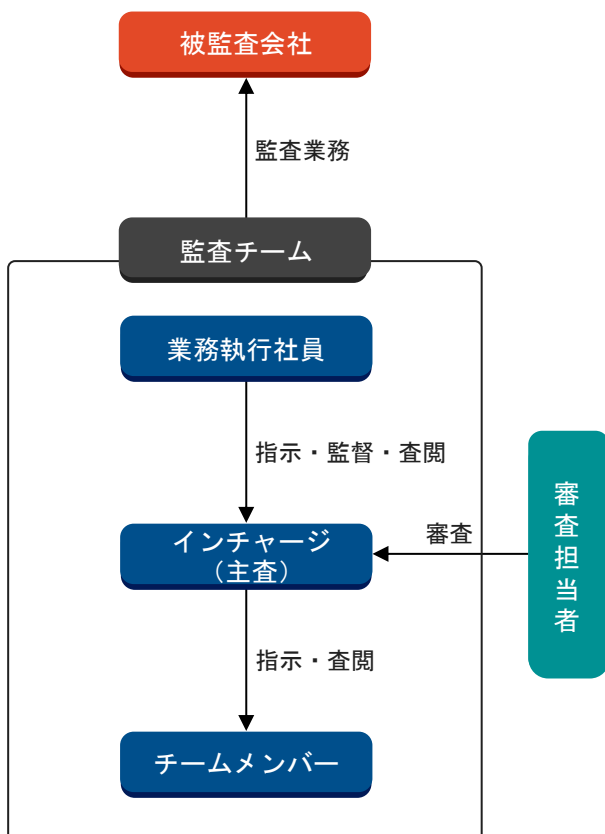 被監査会社
監査業務
監査チーム
業務執行社員
指示・監督・査閲
インチャージ
（主査）
審査
審査担当者
指示・査閲
チームメンバー